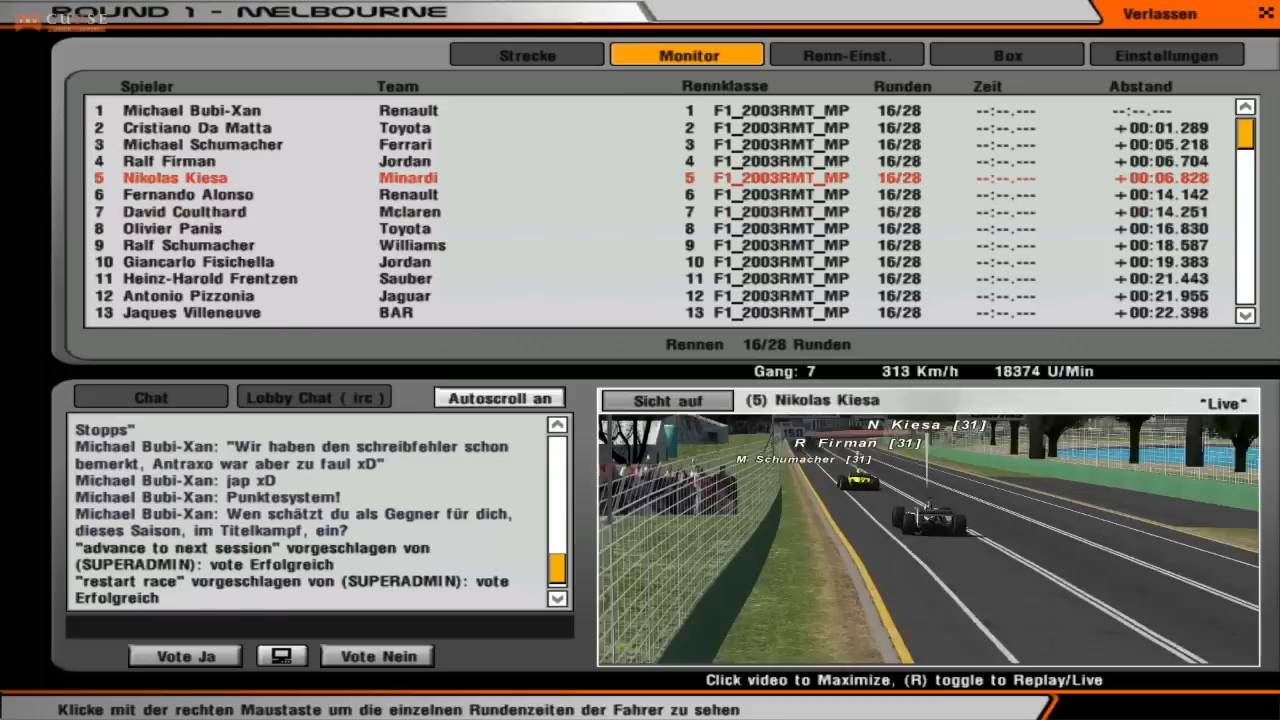 ROUND 1 - MELBOURNE
CURSE
Verlassen
Strecke
Monitor
Renn-Einst.
Box
Einstellungen
Spieler Team Rennklasse Runden Zeit Abstand
1 Michael Bubi-Xan Renault 1 F1_2003RMT_MP 16/28 --:--.--- --:--.---
2 Cristiano Da Matta Toyota 2 F1_2003RMT_MP 16/28 --:--.--- +00:01.289
3 Michael Schumacher Ferrari 3 F1_2003RMT_MP 16/28 --:--.--- +00:05.218
4 Ralf Firman Jordan 4 F1_2003RMT_MP 16/28 --:--.--- +00:06.704
5 Nikolas Kiesa Minardi 5 F1_2003RMT_MP 16/28 --:--.--- +00:06.828
6 Fernando Alonso Renault 6 F1_2003RMT_MP 16/28 --:--.--- +00:14.142
7 David Coulthard Mclaren 7 F1_2003RMT_MP 16/28 --:--.--- +00:14.251
8 Olivier Panis Toyota 8 F1_2003RMT_MP 16/28 --:--.--- +00:16.830
9 Ralf Schumacher Williams 9 F1_2003RMT_MP 16/28 --:--.--- +00:18.587
10 Giancarlo Fisichella Jordan 10 F1_2003RMT_MP 16/28 --:--.--- +00:19.383
11 Heinz-Harold Frentzen Sauber 11 F1_2003RMT_MP 16/28 --:--.--- +00:21.443
12 Antonio Pizzonia Jaguar 12 F1_2003RMT_MP 16/28 --:--.--- +00:21.955
13 Jaques Villeneuve BAR 13 F1_2003RMT_MP 16/28 --:--.--- +00:22.398
Rennen 16/28 Runden
Gang: 7 313 Km/h 18374 U/Min
Chat
Lobby Chat ( irc )
Autoscroll an
Stopps"
Michael Bubi-Xan: "Wir haben den schreibfehler schon
bemerkt, Antraxo war aber zu faul xD"
Michael Bubi-Xan: jap xD
Michael Bubi-Xan: Punktesystem!
Michael Bubi-Xan: Wen schätzt du als Gegner für dich,
dieses Saison, im Titelkampf, ein?
"advance to next session" vorgeschlagen von
(SUPERADMIN): vote Erfolgreich
"restart race" vorgeschlagen von (SUPERADMIN): vote
Erfolgreich
Vote Ja
Vote Nein
Sicht auf
(5) Nikolas Kiesa
*Live*
150
N Kiesa [31]
R Firman [31]
M Schumacher [31]
Click video to Maximize, (R) toggle to Replay/Live
Klicke mit der rechten Maustaste um die einzelnen Rundenzeiten der Fahrer zu sehen